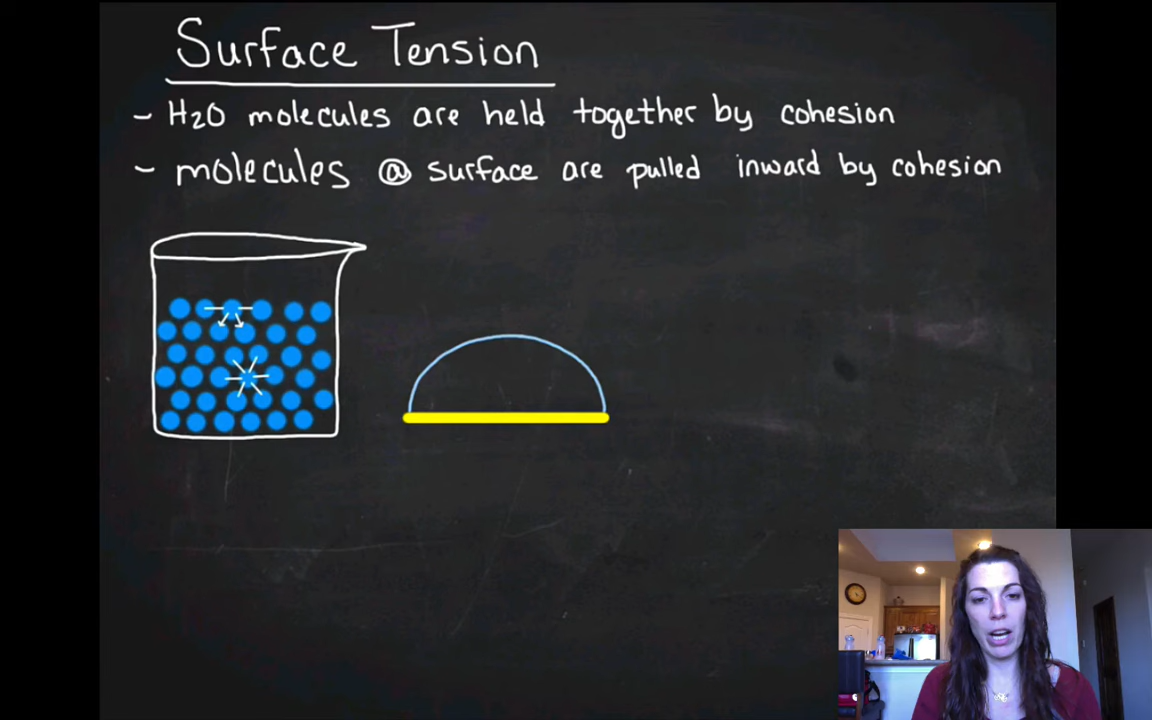 Surface Tension
- H2O molecules are held together by cohesion
- molecules @ surface are pulled inward by cohesion